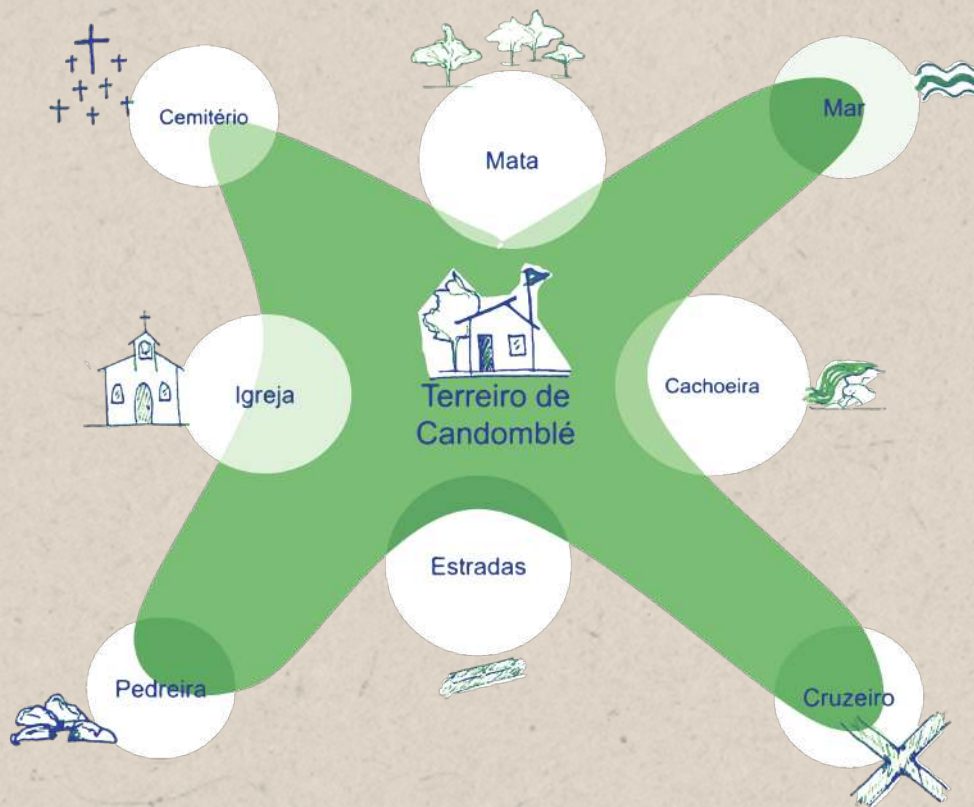 Cemitério
Mata
Mar
Igreja
Terreiro de
Candomblé
Cachoeira
Estradas
Pedreira
Cruzeiro